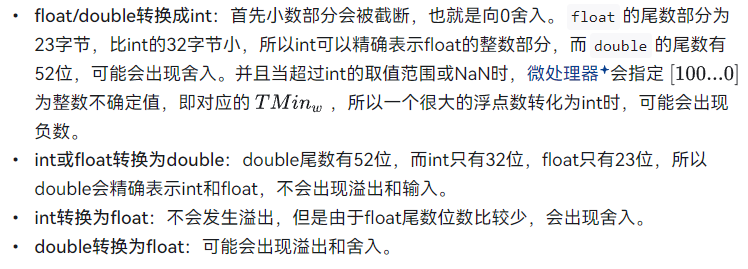 • float/double转换成int：首先小数部分会被截断，也就是向0舍入。float 的尾数部分为
23字节，比int的32字节小，所以int可以精确表示float的整数部分，而 double 的尾数有
52位，可能会出现舍入。并且当超过int的取值范围或NaN时，微处理器✦会指定 [100...0]
为整数不确定值，即对应的 TMin_w ，所以一个很大的浮点数转化为int时，可能会出现
负数。
• int或float转换为double：double尾数有52位，而int只有32位，float只有23位，所以
double会精确表示int和float，不会出现溢出和输入。
• int转换为float：不会发生溢出，但是由于float尾数位数比较少，会出现舍入。
• double转换为float：可能会出现溢出和舍入。